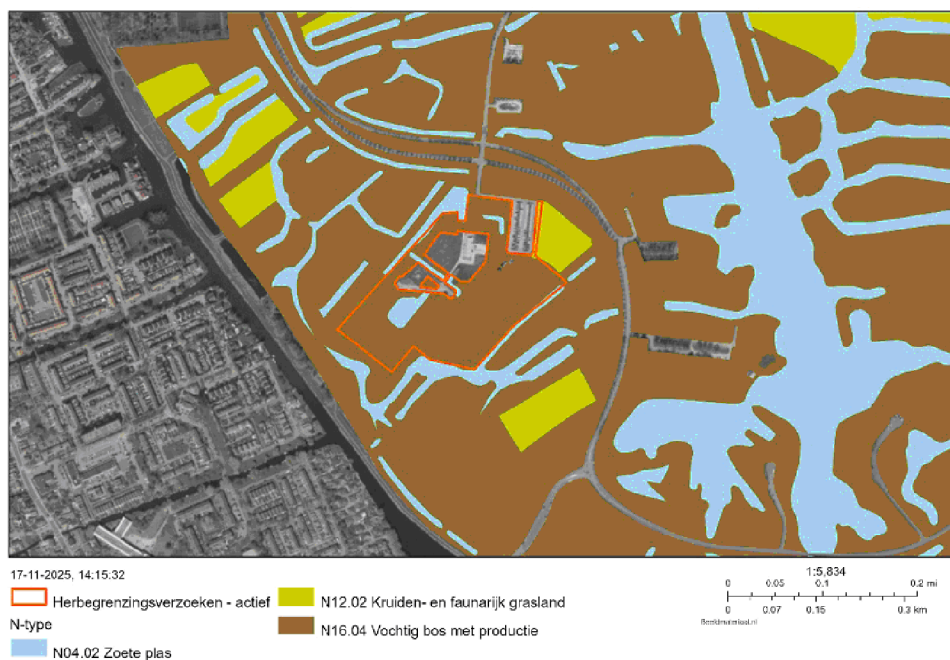 17-11-2025, 14:15:32
Herbegrenzingsverzoeken - actief
N-type
N04.02 Zoete plas
N12.02 Kruiden- en faunarijk grasland
N16.04 Vochtig bos met productie
1:5,834
0 0.05 0.1 0.2 mi
0 0.07 0.15 0.3 km
Beeldmateriaal.nl